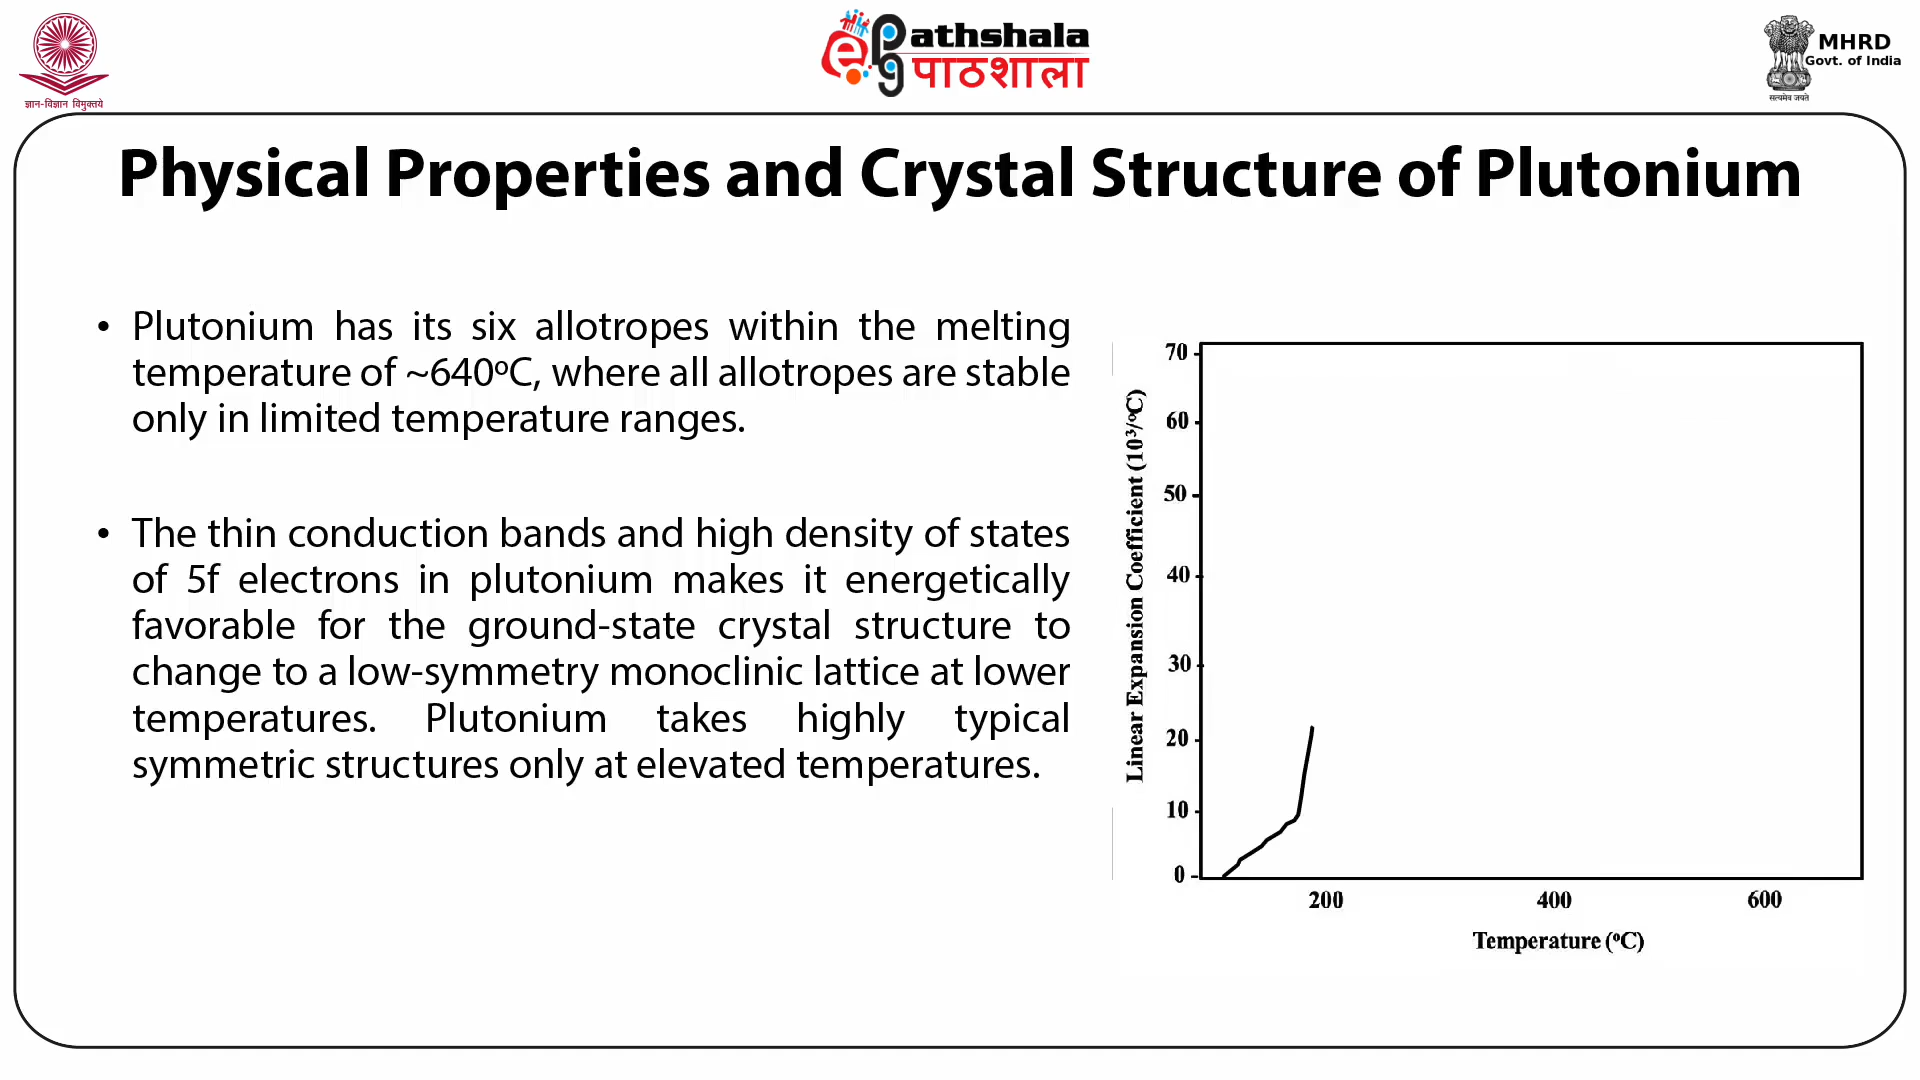 ज्ञान-विज्ञान विमुक्तये
ePathshala
पाठशाला
MHRD
Govt. of India
सत्यमेव जयते
Physical Properties and Crystal Structure of Plutonium
• Plutonium has its six allotropes within the melting
temperature of ~640ºC, where all allotropes are stable
only in limited temperature ranges.
• The thin conduction bands and high density of states
of 5f electrons in plutonium makes it energetically
favorable for the ground-state crystal structure to
change to a low-symmetry monoclinic lattice at lower
temperatures. Plutonium takes highly typical
symmetric structures only at elevated temperatures.
Linear Expansion Coefficient (10³/ºC)
70
60
50
40
30
20
10
0
200 400 600
Temperature (ºC)